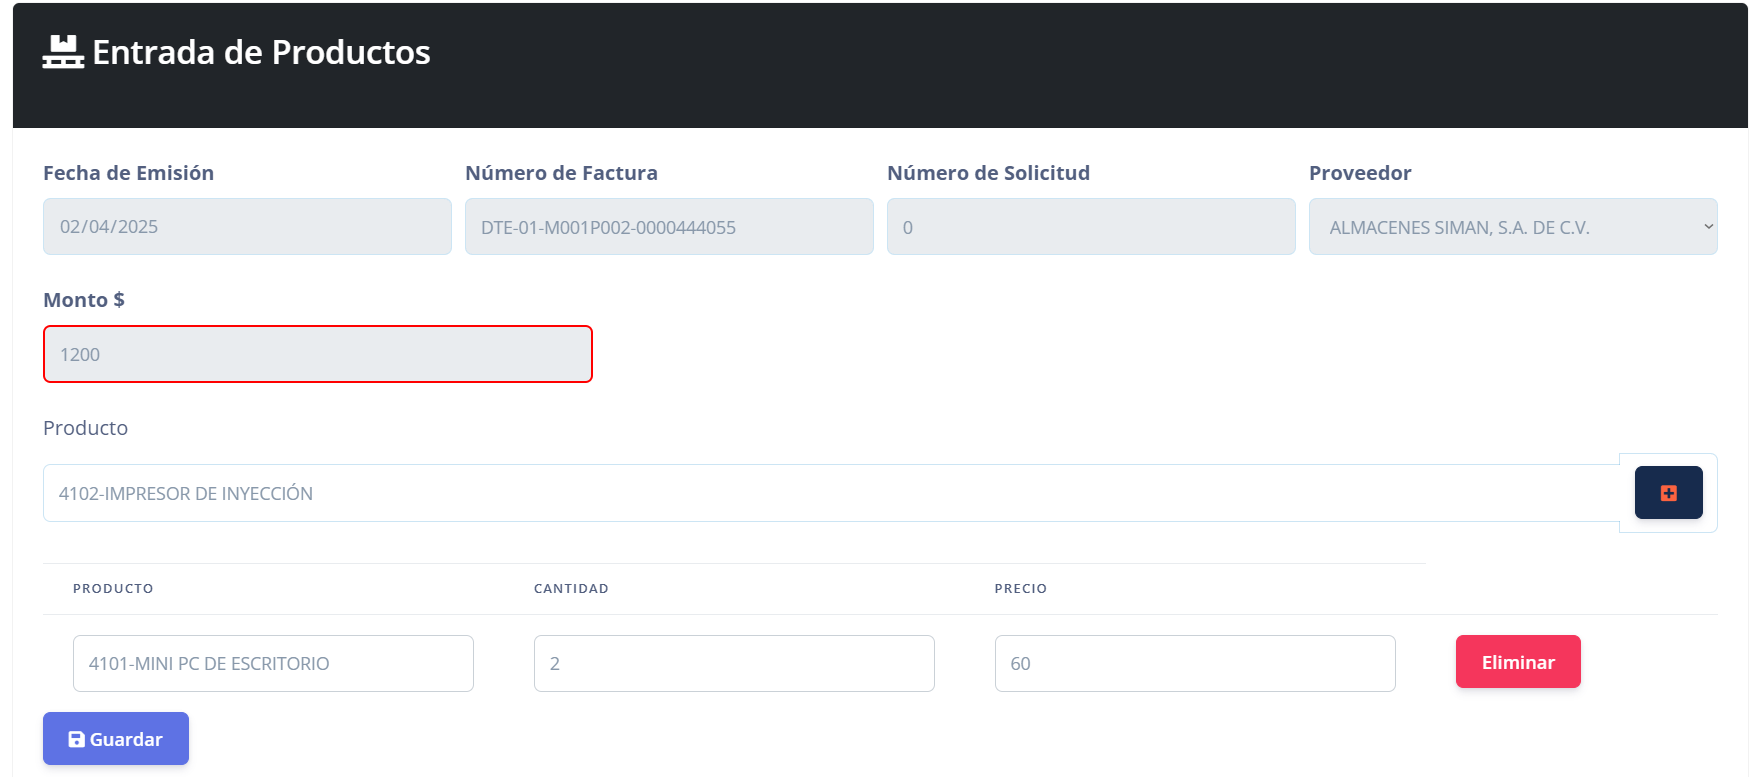 Entrada de Productos
Fecha de Emisión
Número de Factura
Número de Solicitud
Proveedor
02/04/2025
DTE-01-M001P002-0000444055
0
ALMACENES SIMAN, S.A. DE C.V.
Monto $
1200
Producto
4102-IMPRESOR DE INYECCIÓN
PRODUCTO
CANTIDAD
PRECIO
4101-MINI PC DE ESCRITORIO
2
60
Eliminar
Guardar